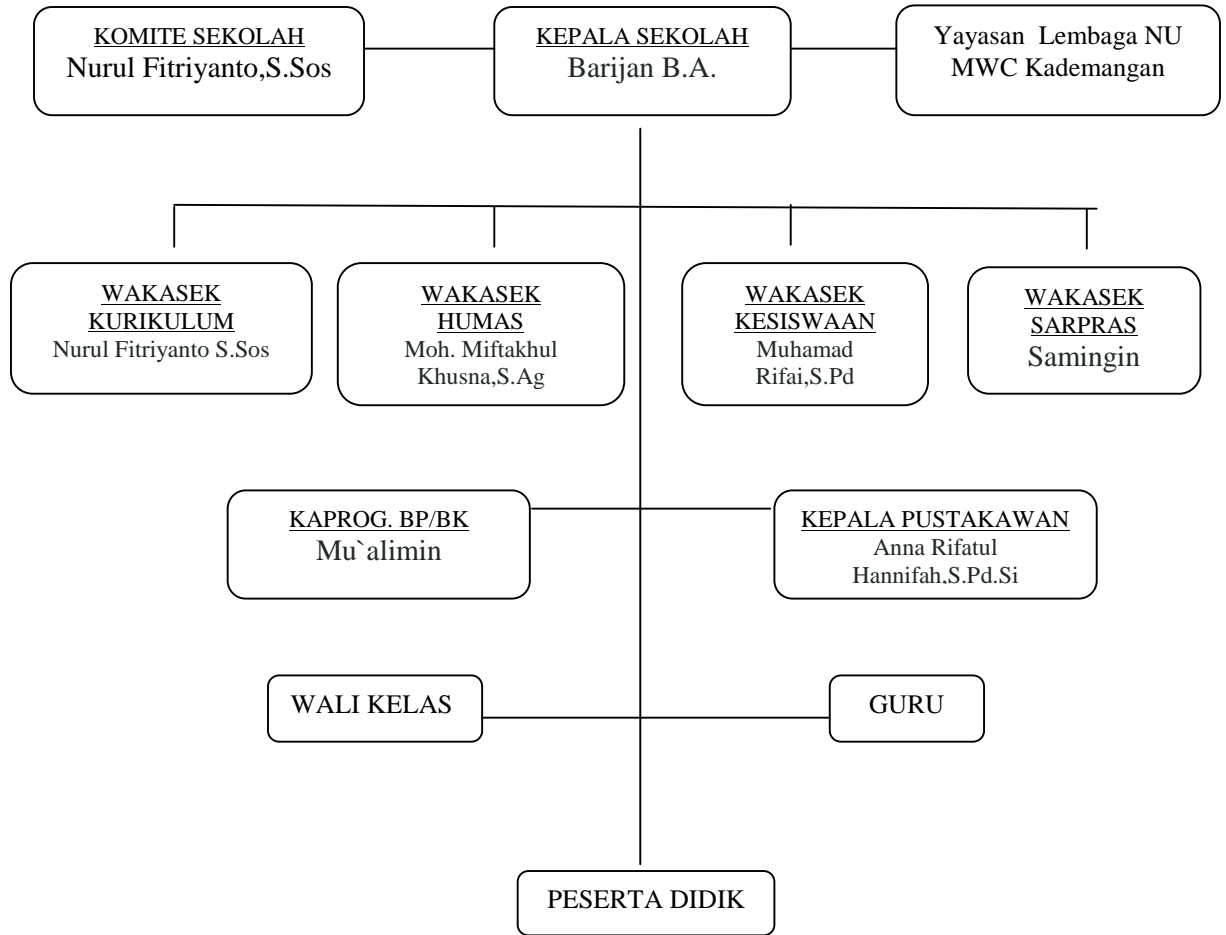 KOMITE SEKOLAH
Nurul Fitriyanto,S.Sos
KEPALA SEKOLAH
Barijan B.A.
Yayasan Lembaga NU
MWC Kademangan
WAKASEK
KURIKULUM
Nurul Fitriyanto S.Sos
WAKASEK
HUMAS
Moh. Miftakhul
Khusna,S.Ag
WAKASEK
KESISWAAN
Muhamad
Rifai,S.Pd
WAKASEK
SARPRAS
Samingin
KAPROG. BP/BK
Mu`alimin
KEPALA PUSTAKAWAN
Anna Rifatul
Hannifah,S.Pd.Si
WALI KELAS
GURU
PESERTA DIDIK